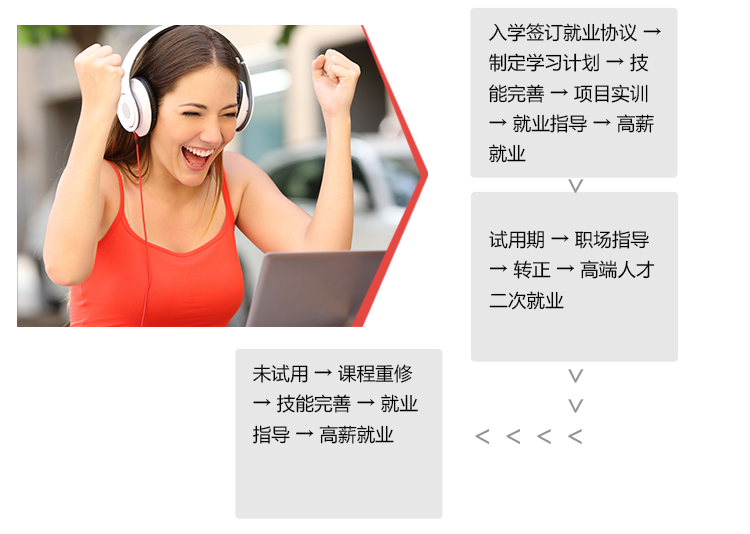 入学签订就业协议 →
制定学习计划 → 技
能完善 → 项目实训
→ 就业指导 → 高薪
就业
试用期 → 职场指导
→ 转正 → 高端人才
二次就业
未试用 → 课程重修
→ 技能完善 → 就业
指导 → 高薪就业